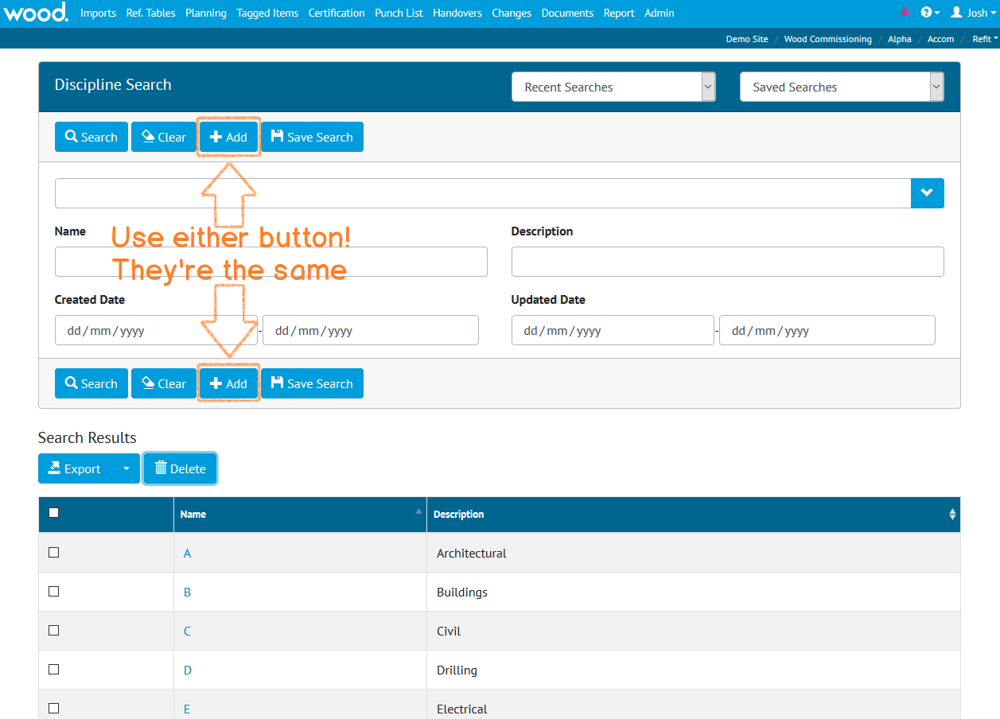 wood. Imports Ref. Tables Planning Tagged Items Certification Punch List Handovers Changes Documents Report Admin ? Josh
Demo Site / Wood Commissioning / Alpha / Accom / Refit
Discipline Search Recent Searches Saved Searches
Search Clear Add Save Search
Name Description
Use either button!
They're the same
Created Date Updated Date
dd/mm/yyyy - dd/mm/yyyy dd/mm/yyyy - dd/mm/yyyy
Search Clear Add Save Search
Search Results
Export Delete
Name Description
A Architectural
B Buildings
C Civil
D Drilling
E Electrical